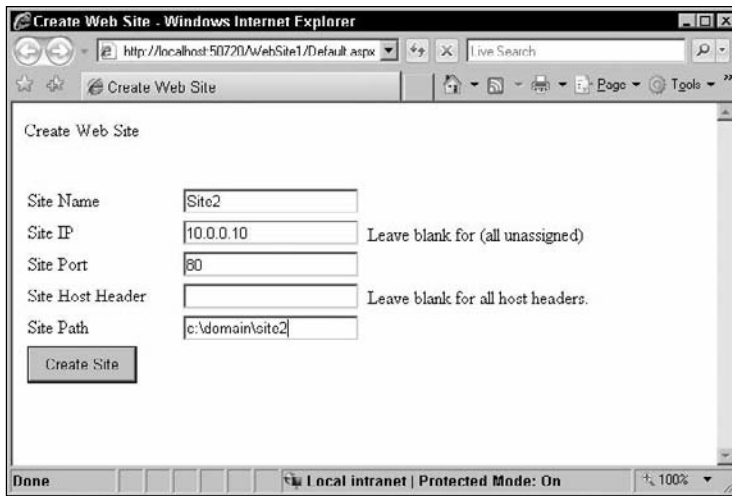 Create Web Site - Windows Internet Explorer
http://localhost:50720/WebSite1/Default.aspx Live Search
Create Web Site Page Tools
Create Web Site
Site Name Site2
Site IP 10.0.0.10 Leave blank for (all unassigned)
Site Port 80
Site Host Header Leave blank for all host headers.
Site Path c:\domain\site2
Create Site
Done Local intranet | Protected Mode: On 100%